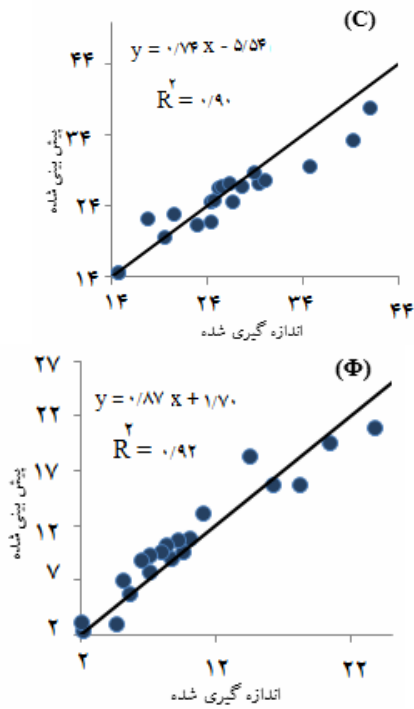 (C)
۴۴
y = ۰/۷۴ x - ۵/۵۴
R۲ = ۰/۹۰
۳۴
پیش بینی شده
۲۴
۱۴
۱۴ ۲۴ ۳۴ ۴۴
اندازه گیری شده
(Φ)
۲۷
y = ۰/۸۷ x + ۱/۷۰
۲۲
R۲ = ۰/۹۲
۱۷
پیش بینی شده
۱۲
۷
۲
۲ ۱۲ ۲۲
اندازه گیری شده